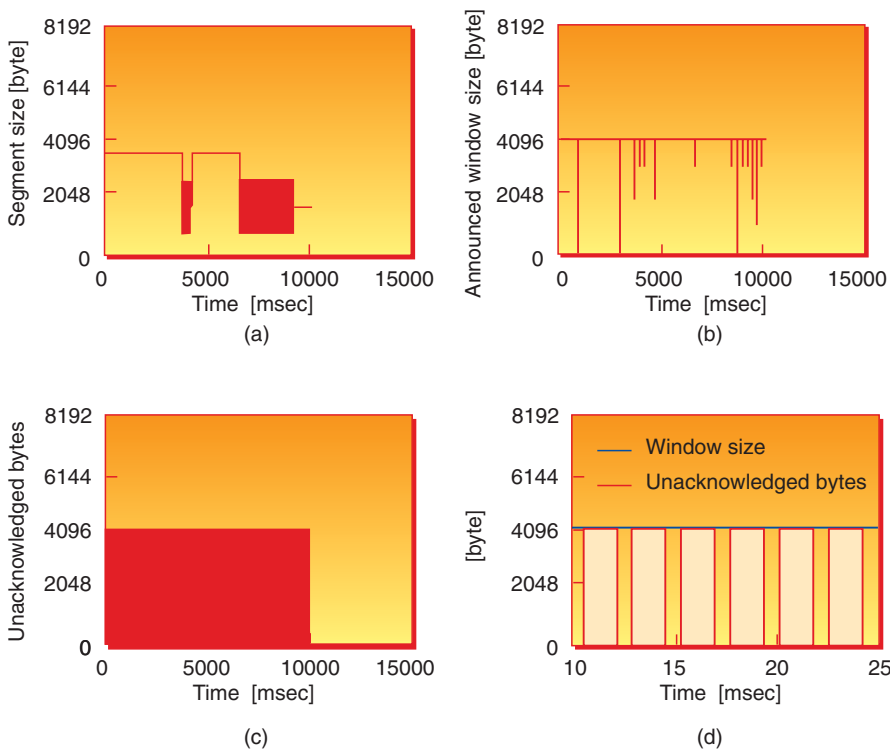 Segment size [byte]
8192
6144
4096
2048
0
0 5000 10000 15000
Time [msec]
(a)
Announced window size [byte]
8192
6144
4096
2048
0
0 5000 10000 15000
Time [msec]
(b)
Unacknowledged bytes
8192
6144
4096
2048
0
0 5000 10000 15000
Time [msec]
(c)
[byte]
8192
6144
4096
2048
0
Window size
Unacknowledged bytes
10 15 20 25
Time [msec]
(d)